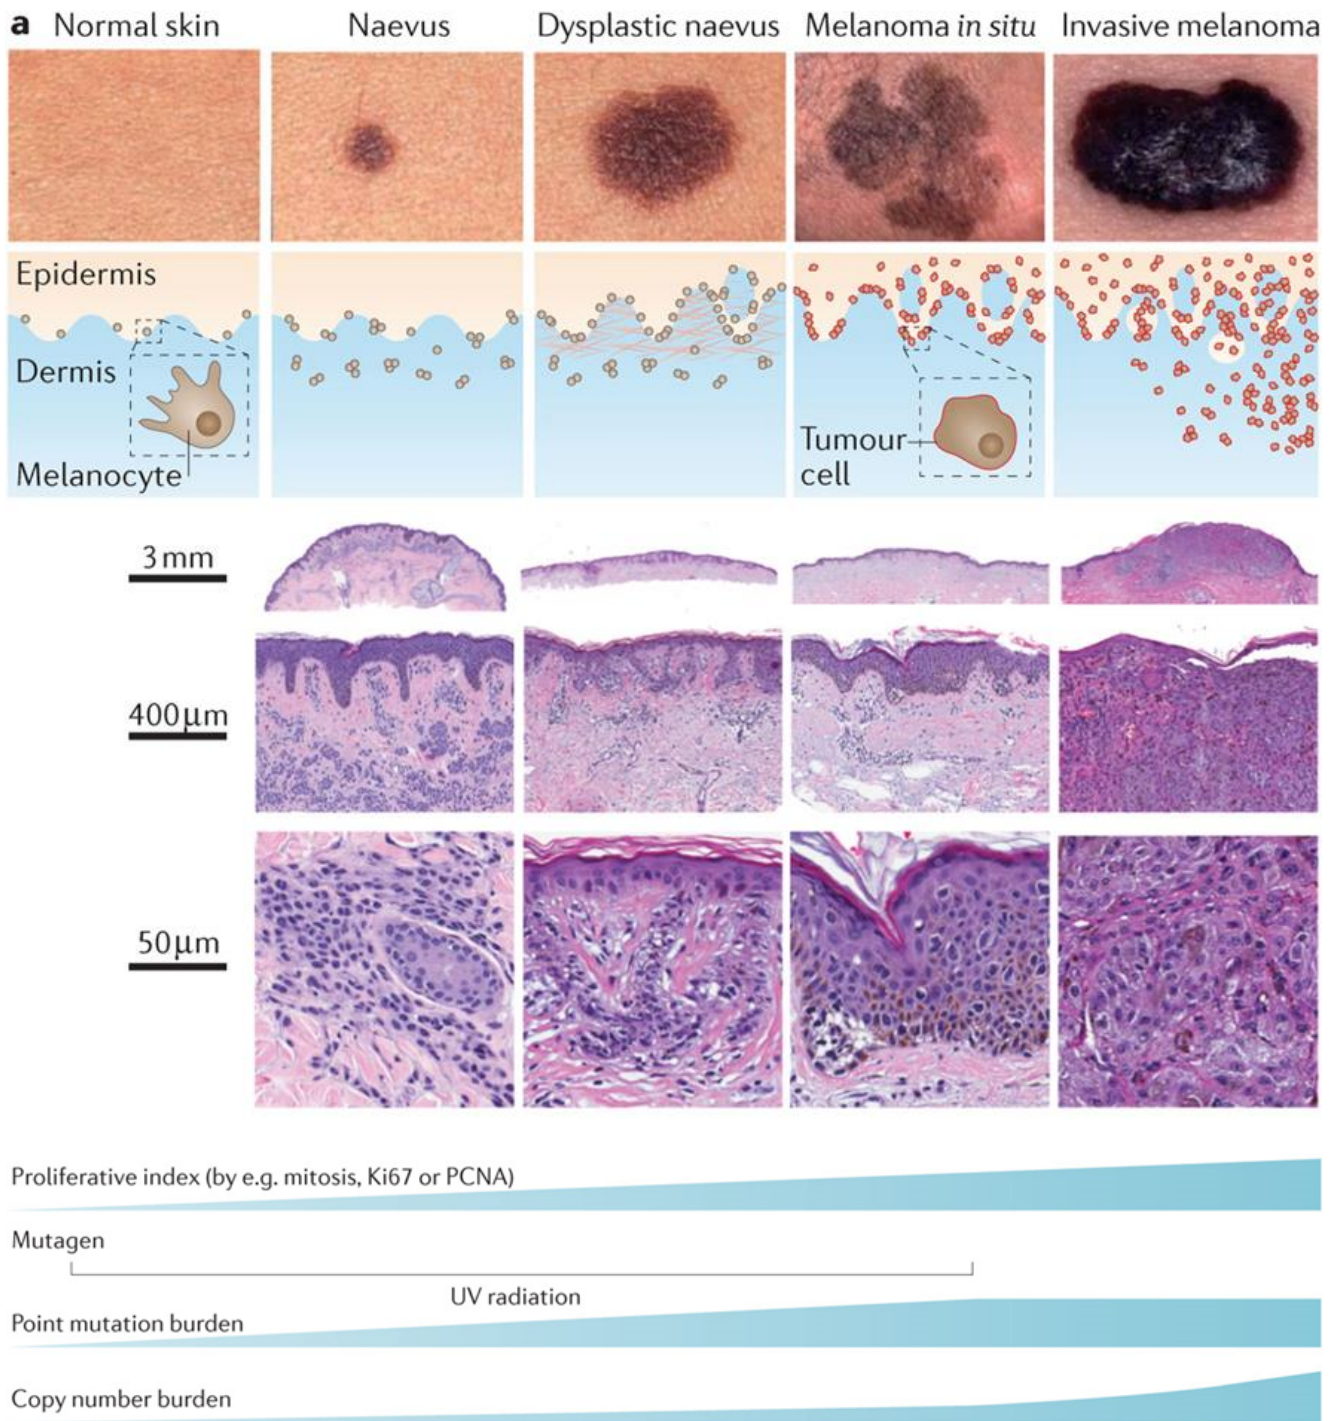 a Normal skin Naevus Dysplastic naevus Melanoma in situ Invasive melanoma
Epidermis
Dermis
Melanocyte
Tumour
cell
3 mm
400 μm
50 μm
Proliferative index (by e.g. mitosis, Ki67 or PCNA)
Mutagen
UV radiation
Point mutation burden
Copy number burden